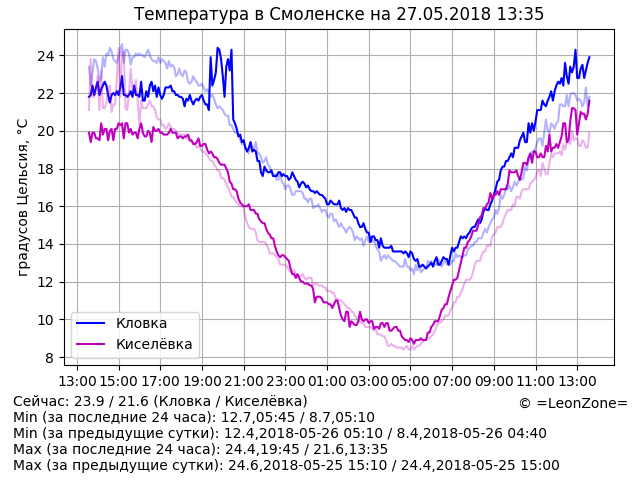 Температура в Смоленске на 27.05.2018 13:35
градусов Цельсия, °C
24
22
20
18
16
14
12
10
8
Кловка
Киселёвка
13:00 15:00 17:00 19:00 21:00 23:00 01:00 03:00 05:00 07:00 09:00 11:00 13:00
Сейчас: 23.9 / 21.6 (Кловка / Киселёвка)
© =LeonZone=
Min (за последние 24 часа): 12.7,05:45 / 8.7,05:10
Min (за предыдущие сутки): 12.4,2018-05-26 05:10 / 8.4,2018-05-26 04:40
Max (за последние 24 часа): 24.4,19:45 / 21.6,13:35
Max (за предыдущие сутки): 24.6,2018-05-25 15:10 / 24.4,2018-05-25 15:00